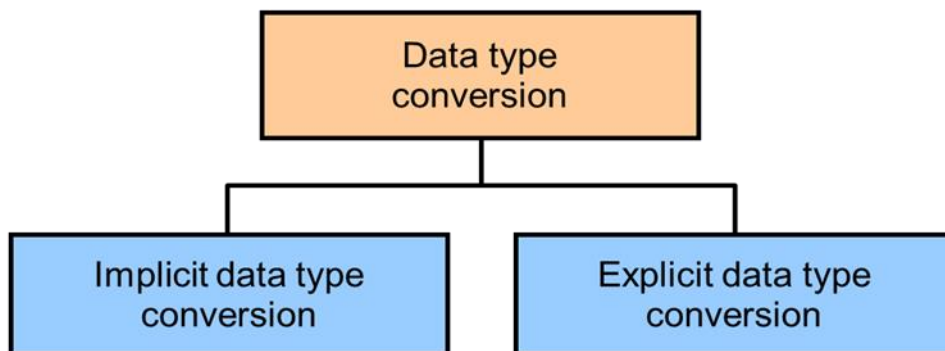 Data type
conversion
Implicit data type
conversion
Explicit data type
conversion